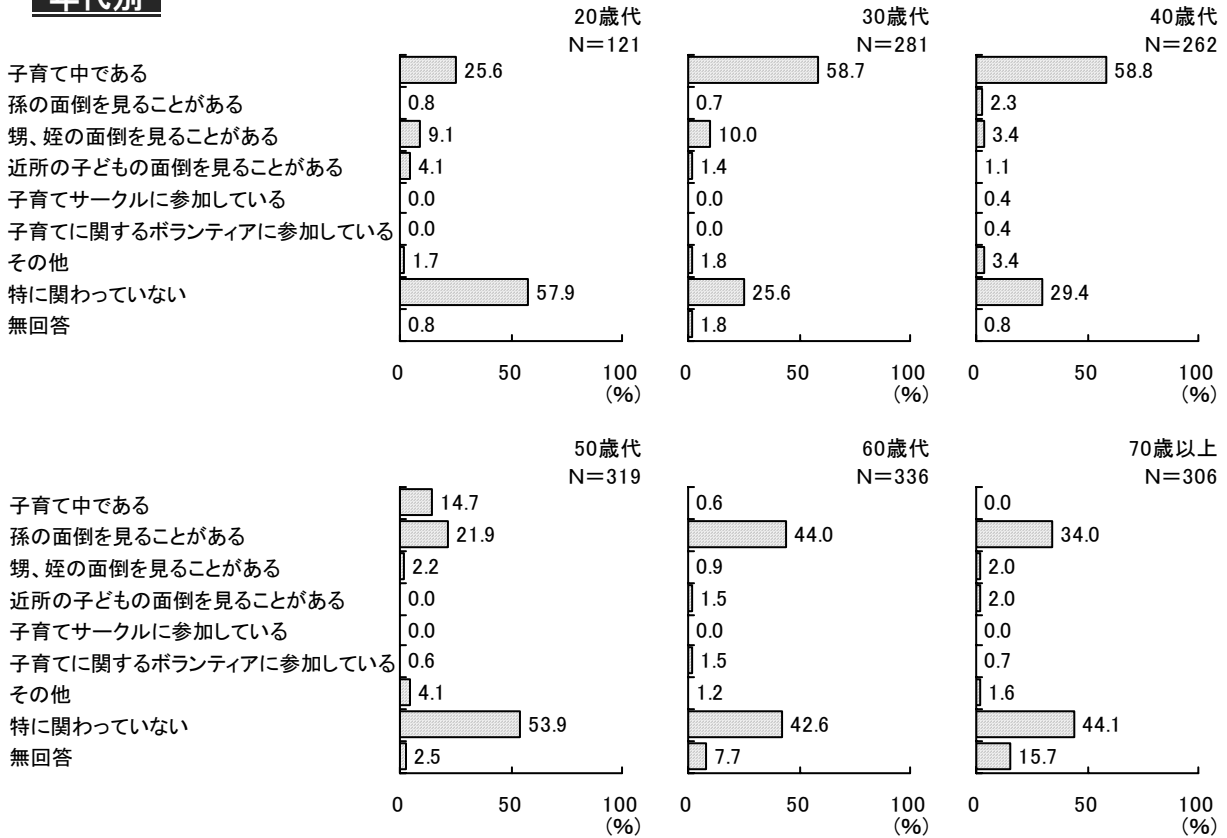 年代別
20歳代
N=121
30歳代
N=281
40歳代
N=262
子育て中である 25.6 58.7 58.8
孫の面倒を見ることがある 0.8 0.7 2.3
甥、姪の面倒を見ることがある 9.1 10.0 3.4
近所の子どもの面倒を見ることがある 4.1 1.4 1.1
子育てサークルに参加している 0.0 0.0 0.4
子育てに関するボランティアに参加している 0.0 0.0 0.4
その他 1.7 1.8 3.4
特に関わっていない 57.9 25.6 29.4
無回答 0.8 1.8 0.8
0 50 100 0 50 100 0 50 100
(%) (%) (%)
50歳代
N=319
60歳代
N=336
70歳以上
N=306
子育て中である 14.7 0.6 0.0
孫の面倒を見ることがある 21.9 44.0 34.0
甥、姪の面倒を見ることがある 2.2 0.9 2.0
近所の子どもの面倒を見ることがある 0.0 1.5 2.0
子育てサークルに参加している 0.0 0.0 0.0
子育てに関するボランティアに参加している 0.6 1.5 0.7
その他 4.1 1.2 1.6
特に関わっていない 53.9 42.6 44.1
無回答 2.5 7.7 15.7
0 50 100 0 50 100 0 50 100
(%) (%) (%)